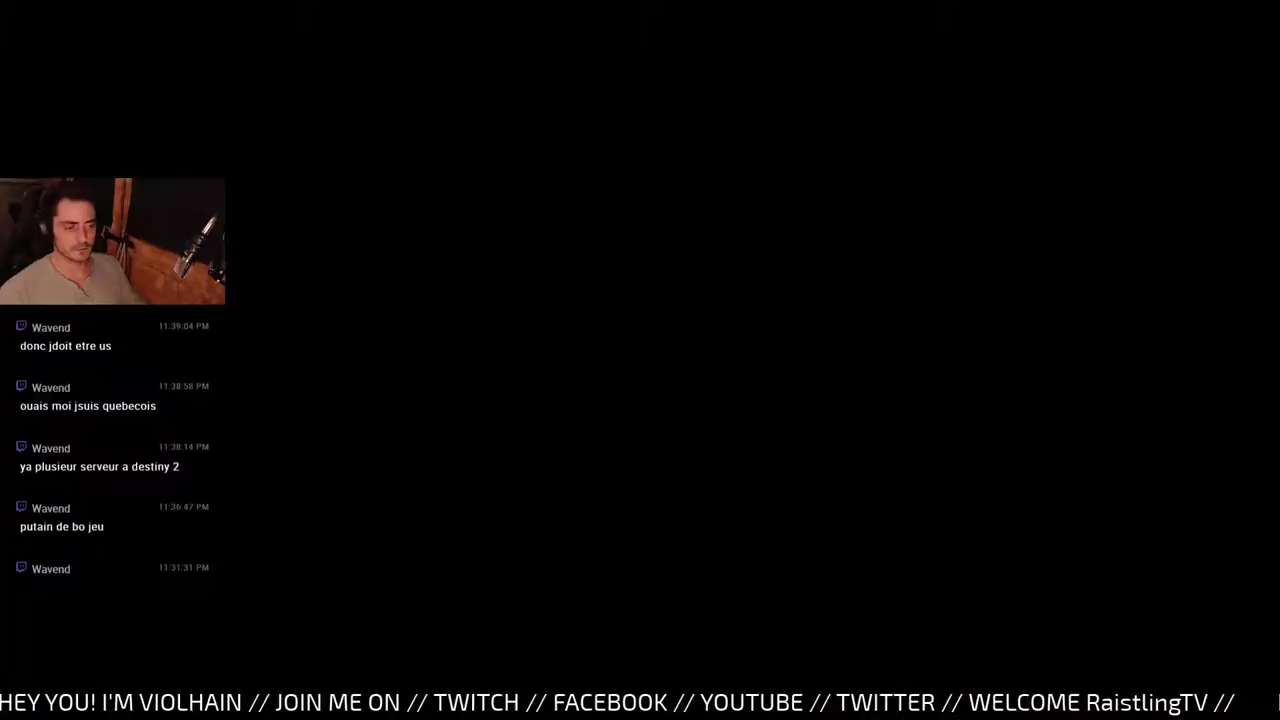 Wavend 11:39:04 PM
donc jdoit etre us
Wavend 11:38:58 PM
ouais moi jsuis quebecois
Wavend 11:38:14 PM
ya plusieur serveur a destiny 2
Wavend 11:36:47 PM
putain de bo jeu
Wavend 11:31:31 PM
HEY YOU! I'M VIOLHAIN // JOIN ME ON // TWITCH // FACEBOOK // YOUTUBE // TWITTER // WELCOME RaistlingTV //